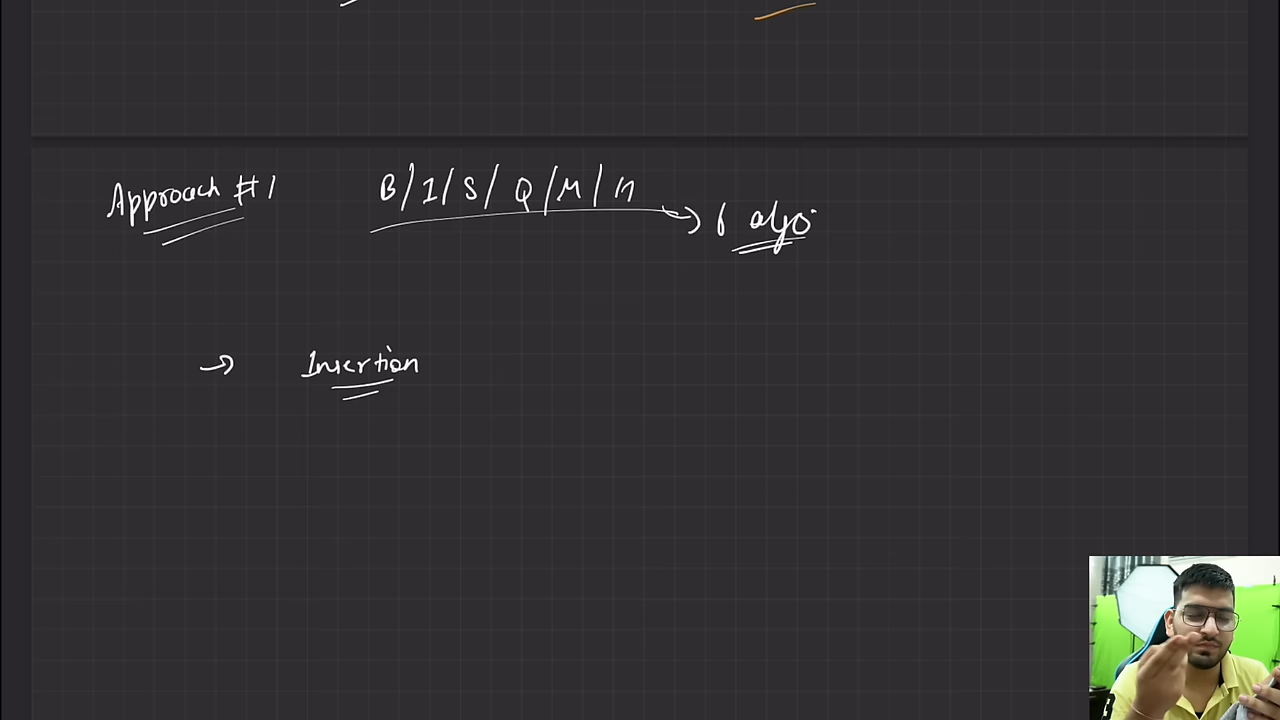 Approach #1 B/I/S/ Q/M/H
→ 6 algo
→ Insertion